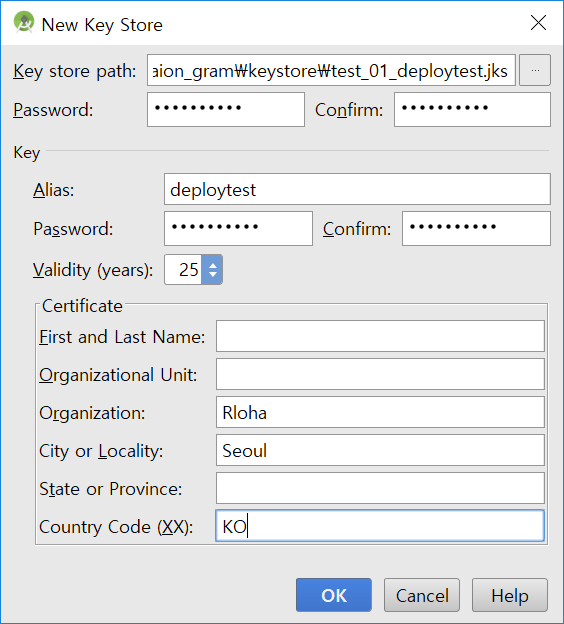 New Key Store
Key store path: aion_gram₩keystore₩test_01_deploytest.jks ...
Password: •••••••••• Confirm: ••••••••••
Key
Alias: deploytest
Password: •••••••••• Confirm: ••••••••••
Validity (years): 25
Certificate
First and Last Name:
Organizational Unit:
Organization: Rloha
City or Locality: Seoul
State or Province:
Country Code (XX): KO
OK Cancel Help